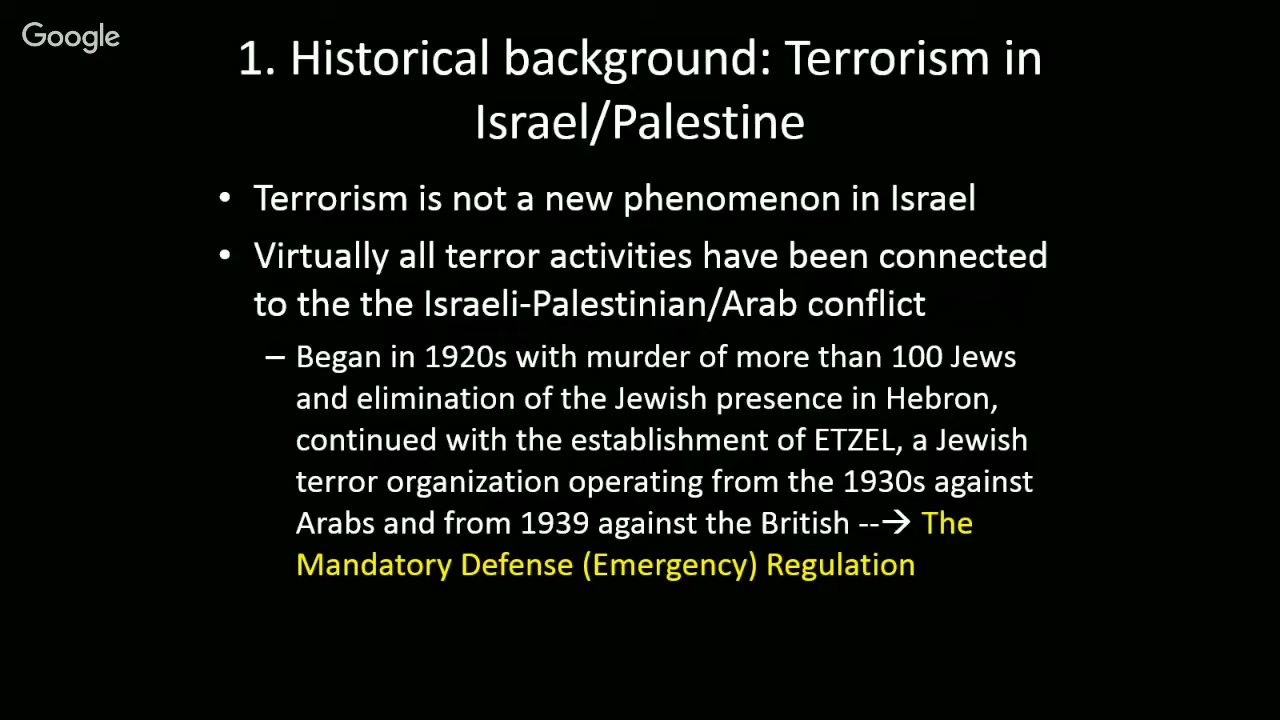 Google
1. Historical background: Terrorism in
Israel/Palestine
• Terrorism is not a new phenomenon in Israel
• Virtually all terror activities have been connected
to the the Israeli-Palestinian/Arab conflict
– Began in 1920s with murder of more than 100 Jews
and elimination of the Jewish presence in Hebron,
continued with the establishment of ETZEL, a Jewish
terror organization operating from the 1930s against
Arabs and from 1939 against the British --→ The
Mandatory Defense (Emergency) Regulation